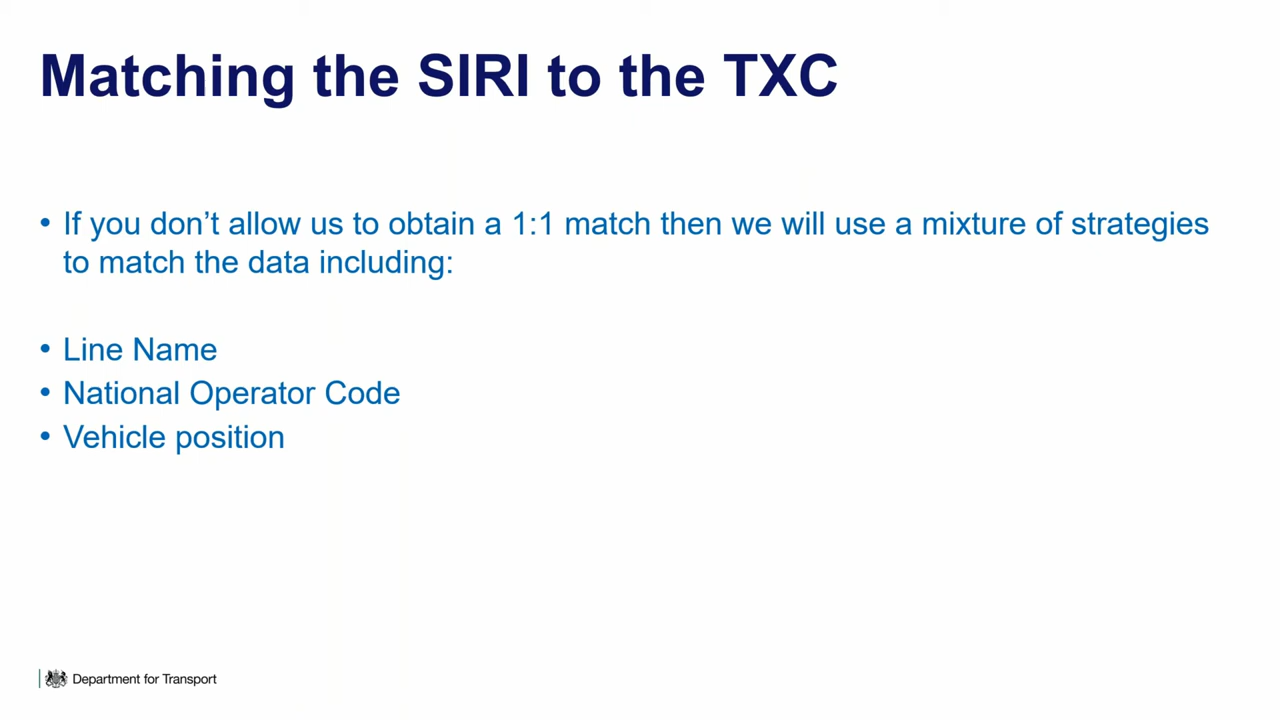 Matching the SIRI to the TXC
• If you don’t allow us to obtain a 1:1 match then we will use a mixture of strategies
to match the data including:
• Line Name
• National Operator Code
• Vehicle position
Department for Transport